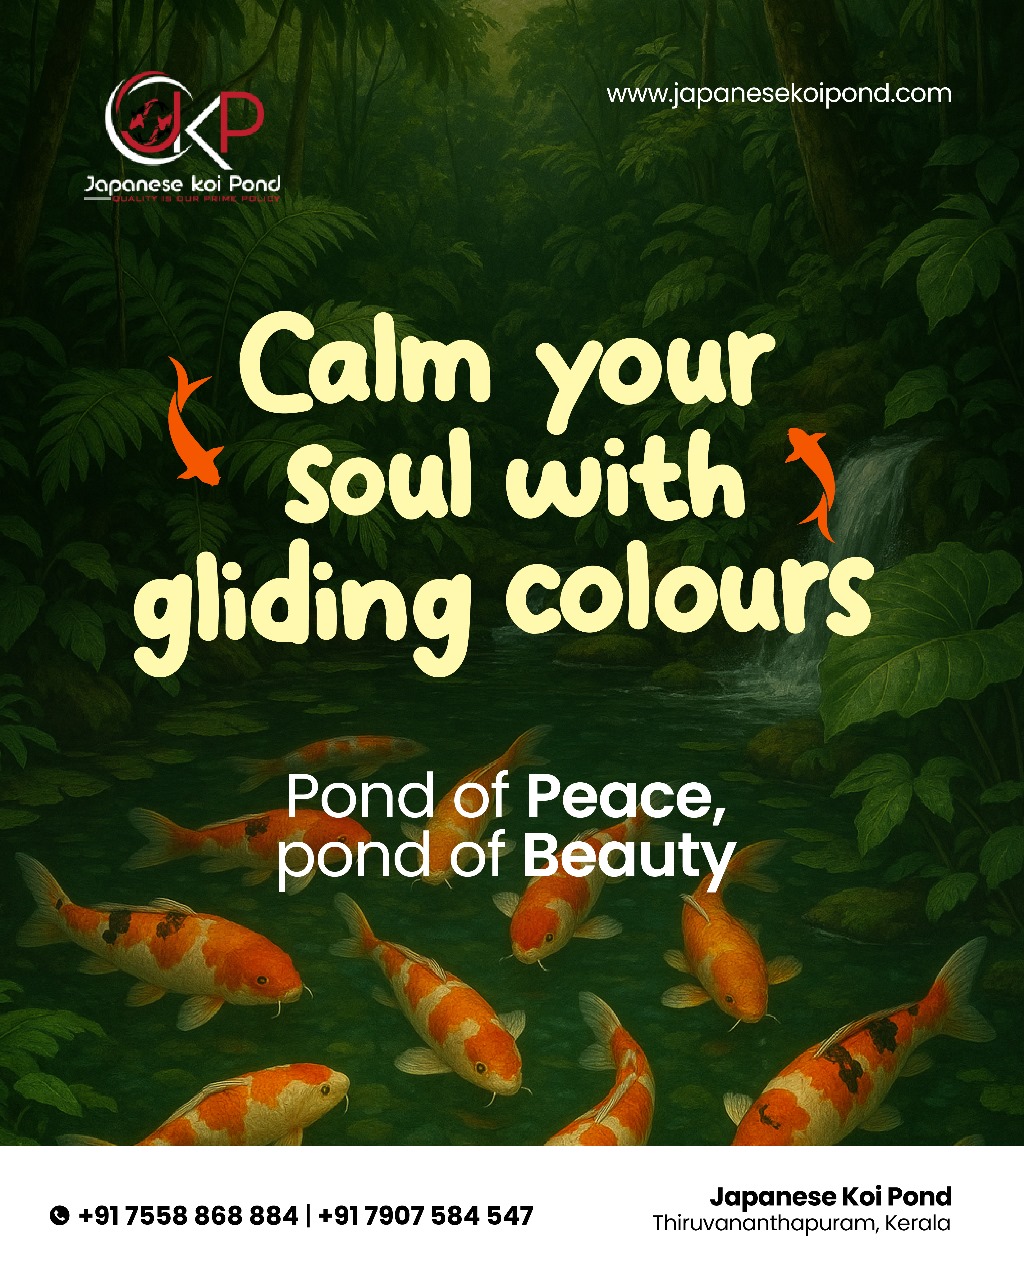 JKP
Japanese Koi Pond
QUALITY IS OUR PRIME POLICY
www.japanesekoipond.com
Calm your
soul with
gliding colours
Pond of Peace,
pond of Beauty
+91 7558 868 884 | +91 7907 584 547
Japanese Koi Pond
Thiruvananthapuram, Kerala